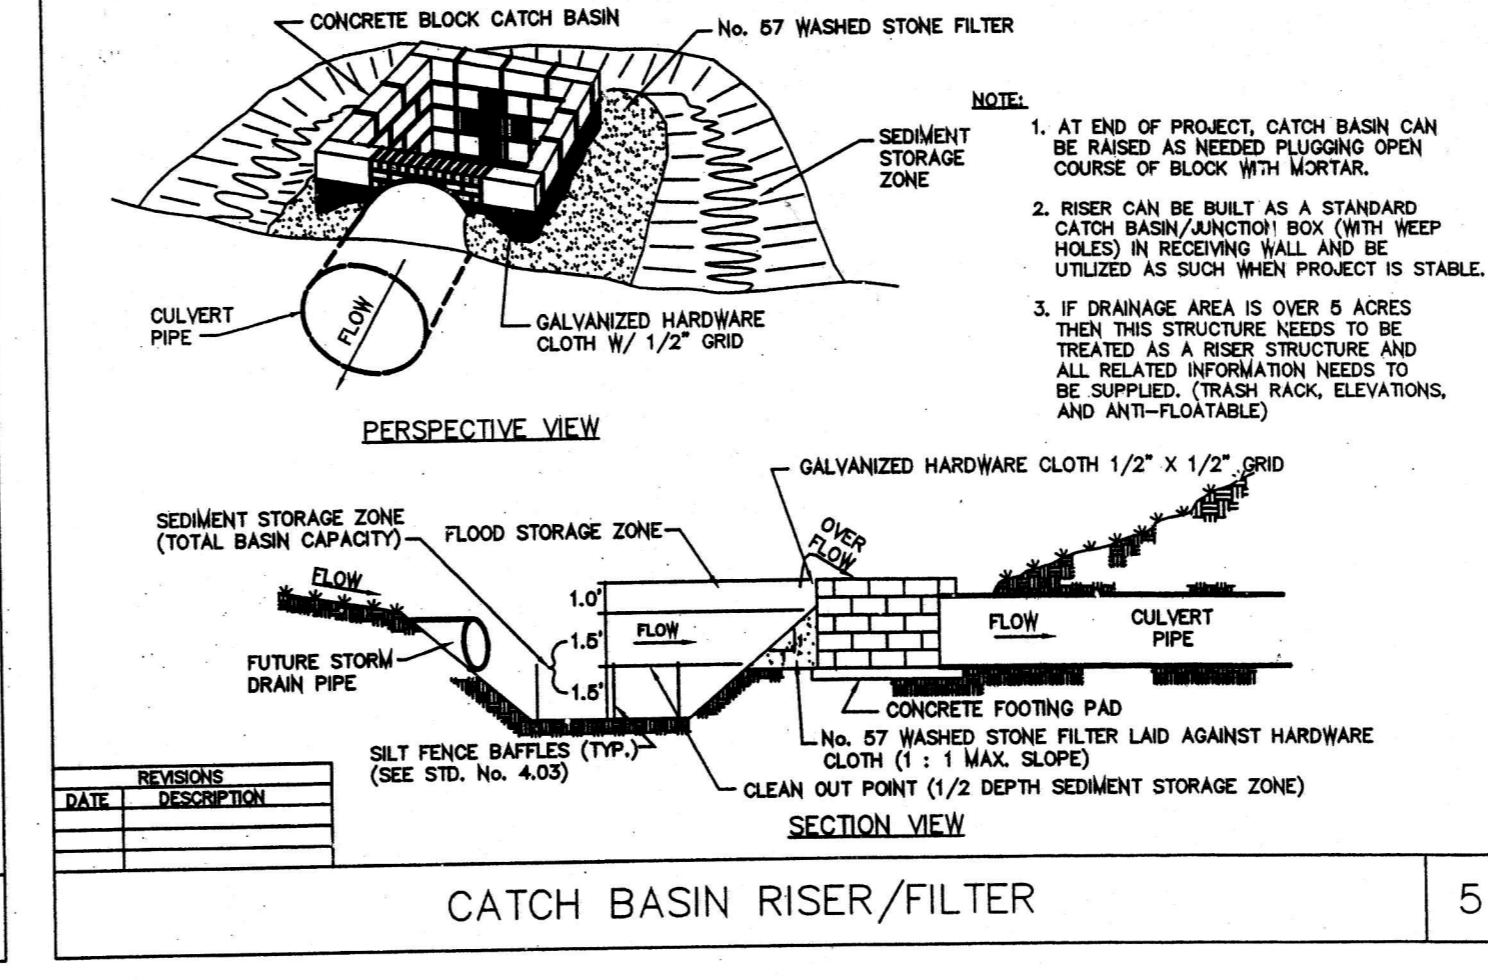 CONCRETE BLOCK CATCH BASIN
No. 57 WASHED STONE FILTER
SEDIMENT
STORAGE
ZONE
NOTE:
1. AT END OF PROJECT, CATCH BASIN CAN
BE RAISED AS NEEDED PLUGGING OPEN
COURSE OF BLOCK WITH MORTAR.
2. RISER CAN BE BUILT AS A STANDARD
CATCH BASIN/JUNCTION BOX (WITH WEEP
HOLES) IN RECEIVING WALL AND BE
UTILIZED AS SUCH WHEN PROJECT IS STABLE.
3. IF DRAINAGE AREA IS OVER 5 ACRES
THEN THIS STRUCTURE NEEDS TO BE
TREATED AS A RISER STRUCTURE AND
ALL RELATED INFORMATION NEEDS TO
BE SUPPLIED. (TRASH RACK, ELEVATIONS,
AND ANTI-FLOATABLE)
CULVERT
PIPE
FLOW
GALVANIZED HARDWARE
CLOTH W/ 1/2" GRID
PERSPECTIVE VIEW
GALVANIZED HARDWARE CLOTH 1/2" X 1/2" GRID
SEDIMENT STORAGE ZONE
(TOTAL BASIN CAPACITY)
FLOOD STORAGE ZONE
OVER
FLOW
FLOW
1.0'
1.5'
1.5'
FLOW
FLOW
CULVERT
PIPE
FUTURE STORM
DRAIN PIPE
CONCRETE FOOTING PAD
SILT FENCE BAFFLES (TYP.)
(SEE STD. No. 4.03)
No. 57 WASHED STONE FILTER LAID AGAINST HARDWARE
CLOTH (1 : 1 MAX. SLOPE)
CLEAN OUT POINT (1/2 DEPTH SEDIMENT STORAGE ZONE)
SECTION VIEW
REVISIONS
DATE DESCRIPTION
CATCH BASIN RISER/FILTER
5